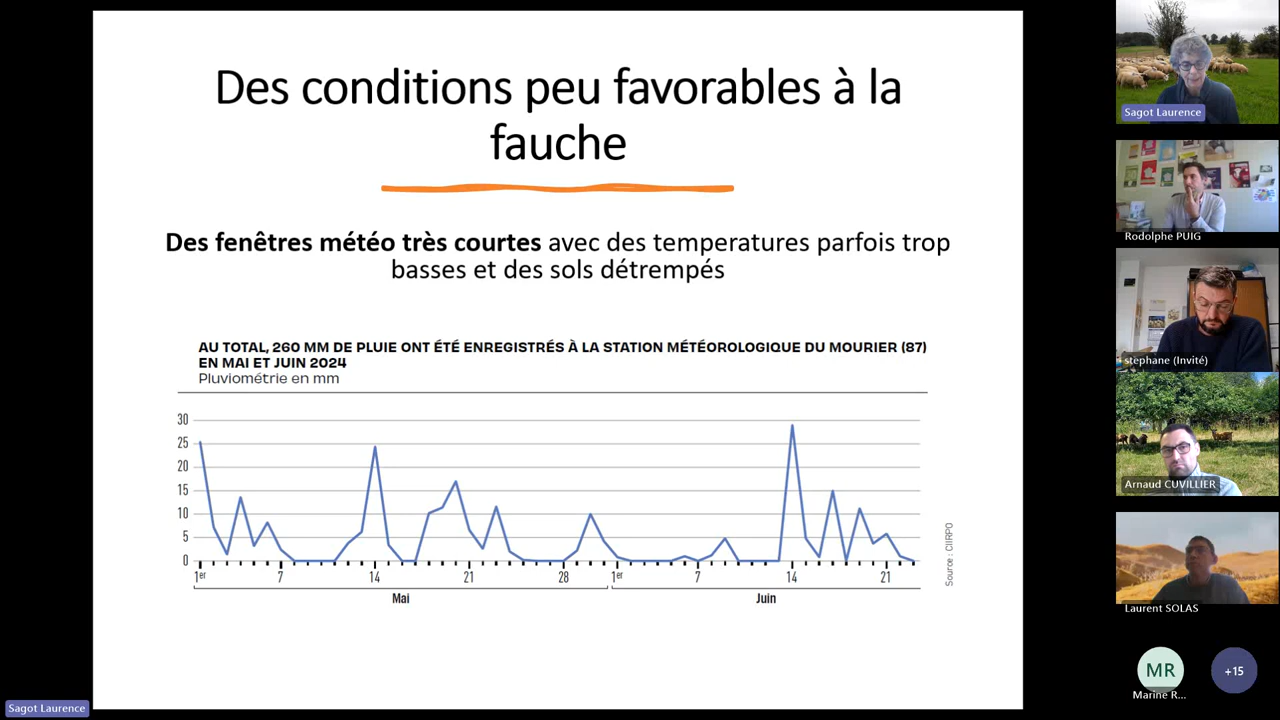 Des conditions peu favorables à la
fauche
Des fenêtres météo très courtes avec des temperatures parfois trop
basses et des sols détrempés
AU TOTAL, 260 MM DE PLUIE ONT ÉTÉ ENREGISTRÉS À LA STATION MÉTÉOROLOGIQUE DU MOURIER (87)
EN MAI ET JUIN 2024
Pluviométrie en mm
30
25
20
15
10
5
0
1er 7 14 21 28 1er 7 14 21
Mai Juin
Source : CIIRPO
Sagot Laurence
Sagot Laurence
Rodolphe PUIG
stephane (Invité)
Arnaud CUVILLIER
Laurent SOLAS
MR
Marine R...
+15